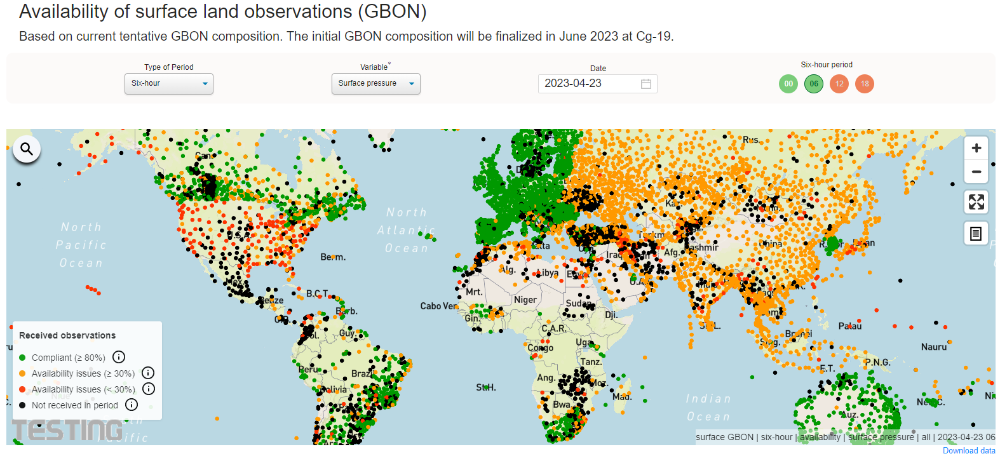 Availability of surface land observations (GBON)
Based on current tentative GBON composition. The initial GBON composition will be finalized in June 2023 at Cg-19.
Type of Period
Variable*
Date
Six-hour period
Six-hour
Surface pressure
2023-04-23
00
06
12
18
Can.
Rus.
North
Pacific
Ocean
North
Atlantic
Ocean
U.S.A.
Berm.
Mex.
Belize
B.C.T.
Barb.
Guy.
Col.
Peru
Brazil
Bolivia
Alg.
Libya
Egypt
Iraq
Turkm.
Afg.
Kashmir
China
Japan
U.A.
Mrt.
Niger
Sudan
Cabo Ver.
Gin.
Dji.
C.A.R.
Congo
Uga.
Tanz.
Ang.
Moz.
Mad.
Bwa.
St.H.
Palau
Brunei
Sing.
Nauru
P.N.G.
E.T.
Indian
Ocean
Auz.
Niue
Received observations
Compliant (≥ 80%)
Availability issues (≥ 30%)
Availability issues (< 30%)
Not received in period
TESTING
surface GBON | six-hour | availability | surface pressure | all | 2023-04-23 06
Download data